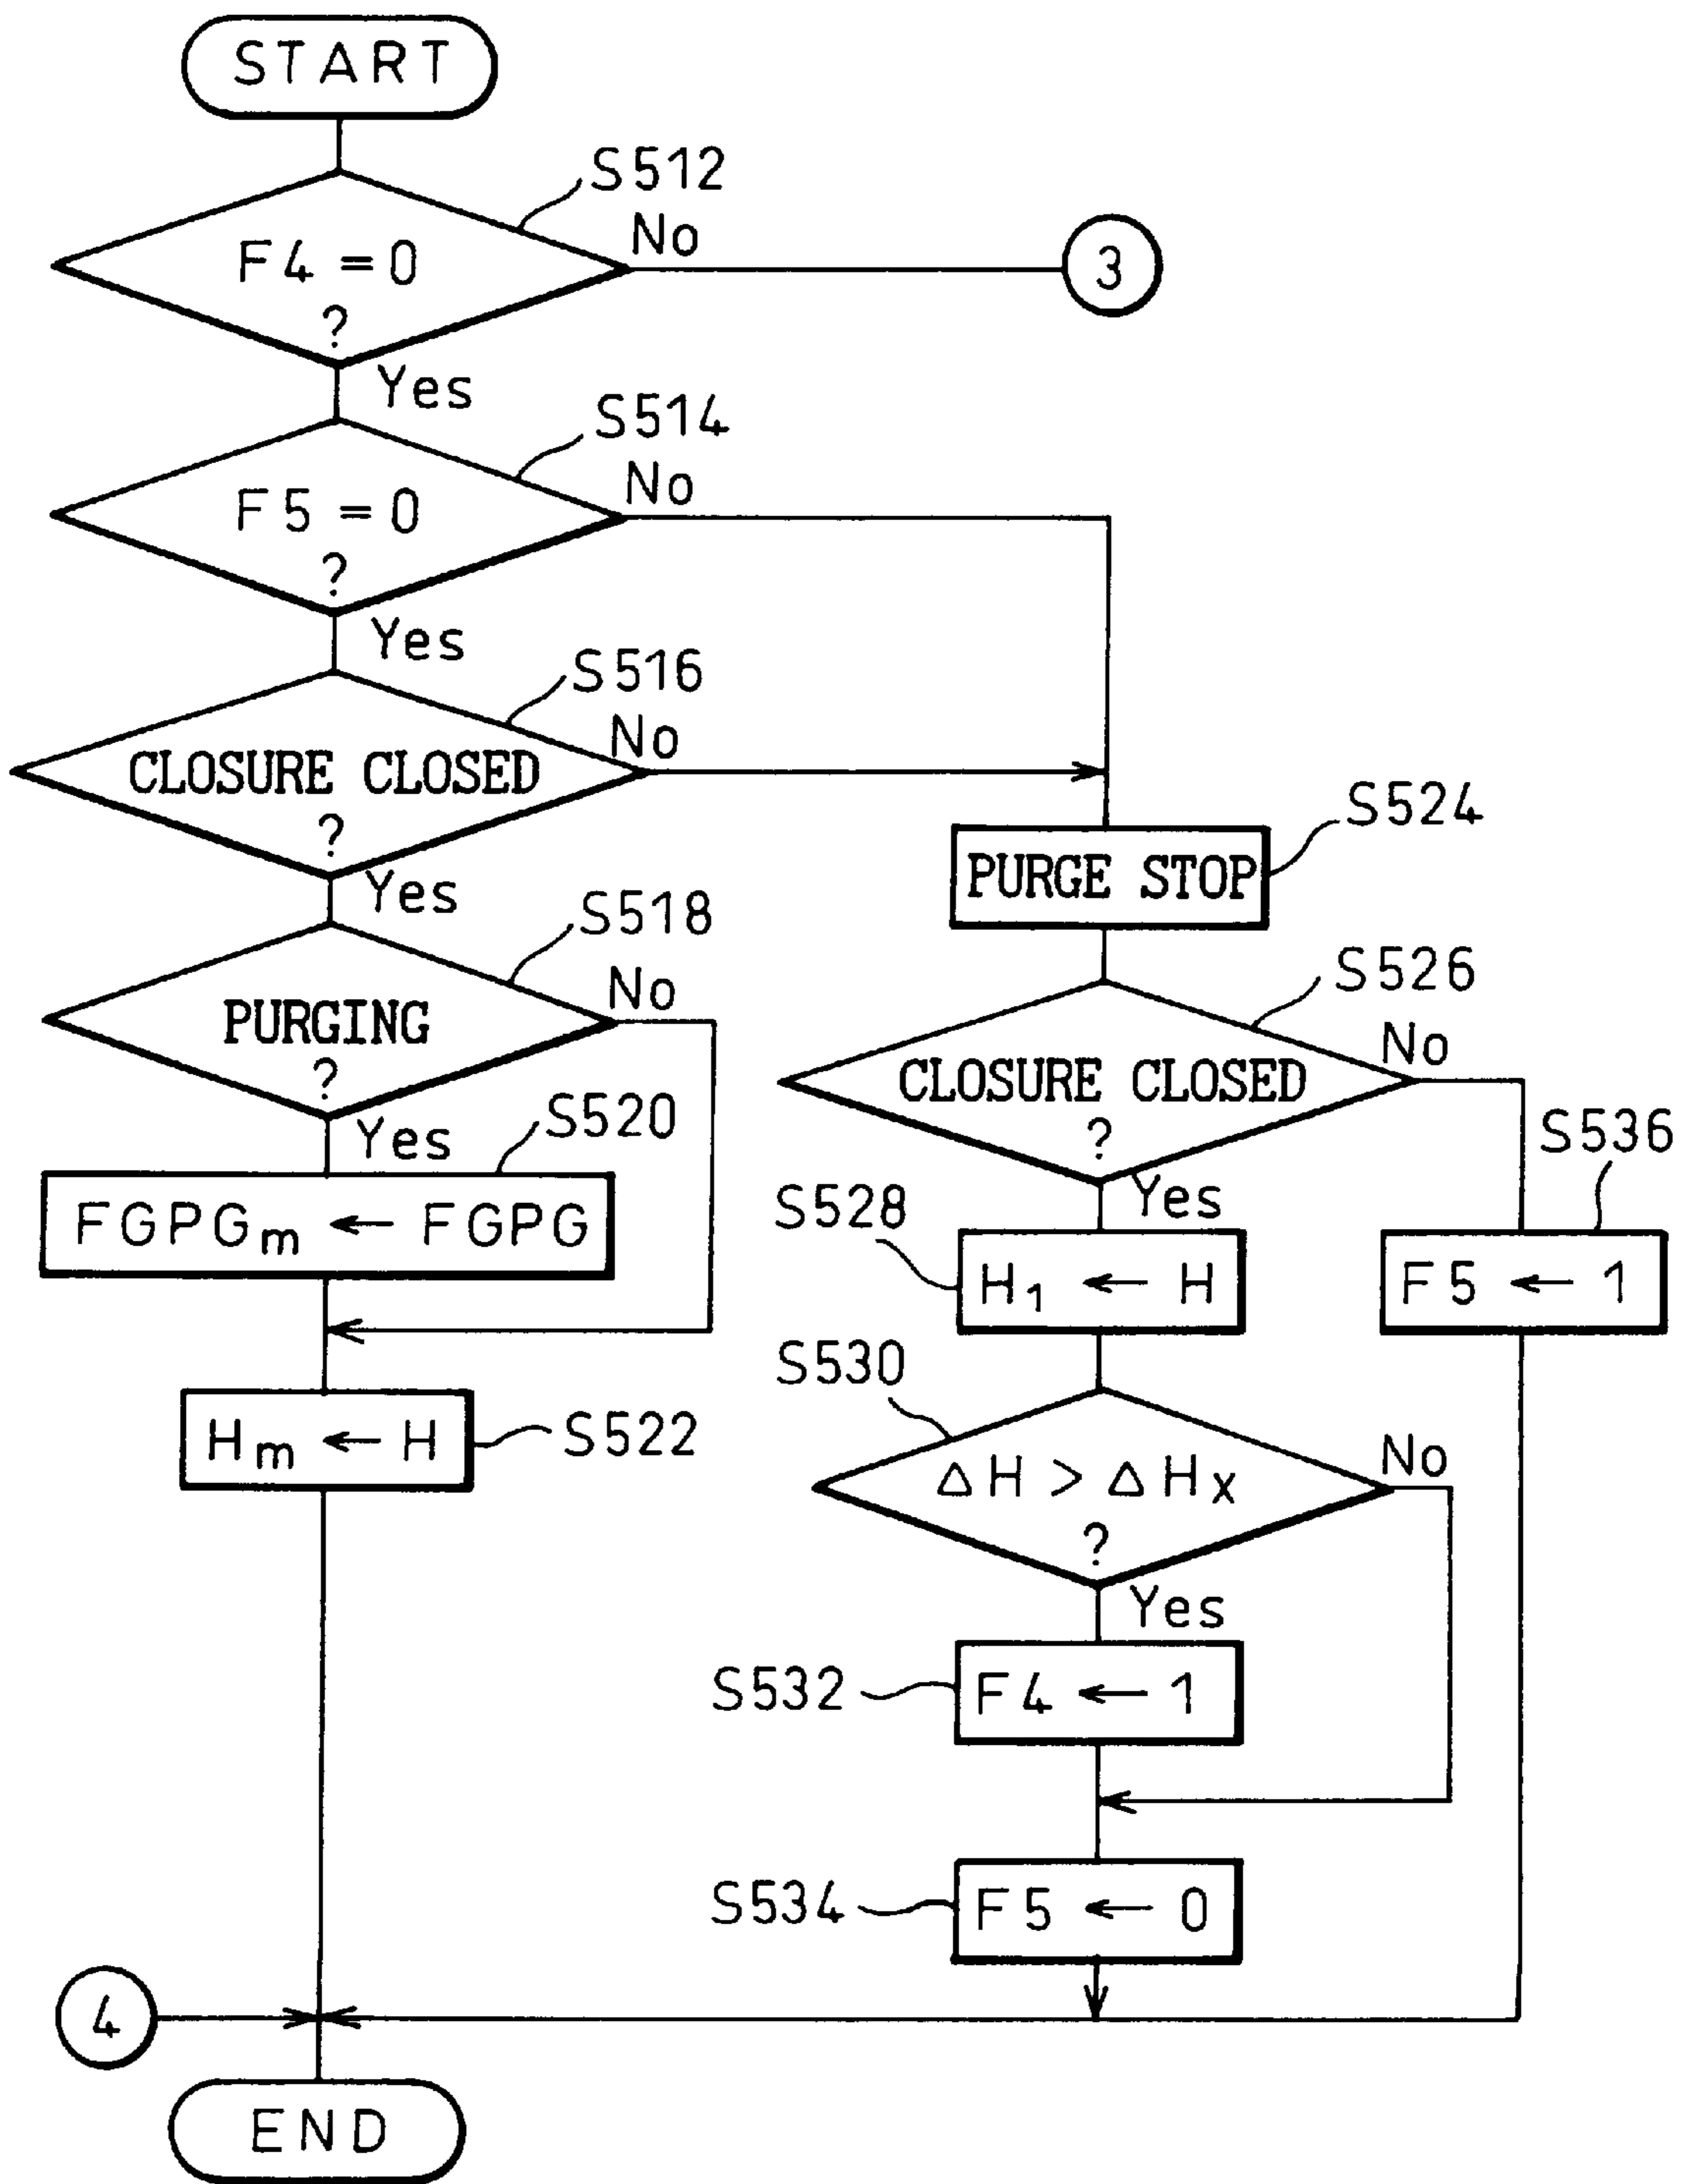 START
S512
F4 = 0
?
No
3
Yes
S514
F5 = 0
?
No
Yes
S516
CLOSURE CLOSED
?
No
Yes
S518
PURGING
?
No
Yes
S520
FGPGm ← FGPG
Hm ← H
S522
S524
PURGE STOP
S526
CLOSURE CLOSED
?
No
Yes
S536
F5 ← 1
S528
H1 ← H
S530
ΔH > ΔHx
?
No
Yes
S532
F4 ← 1
S534
F5 ← 0
4
END